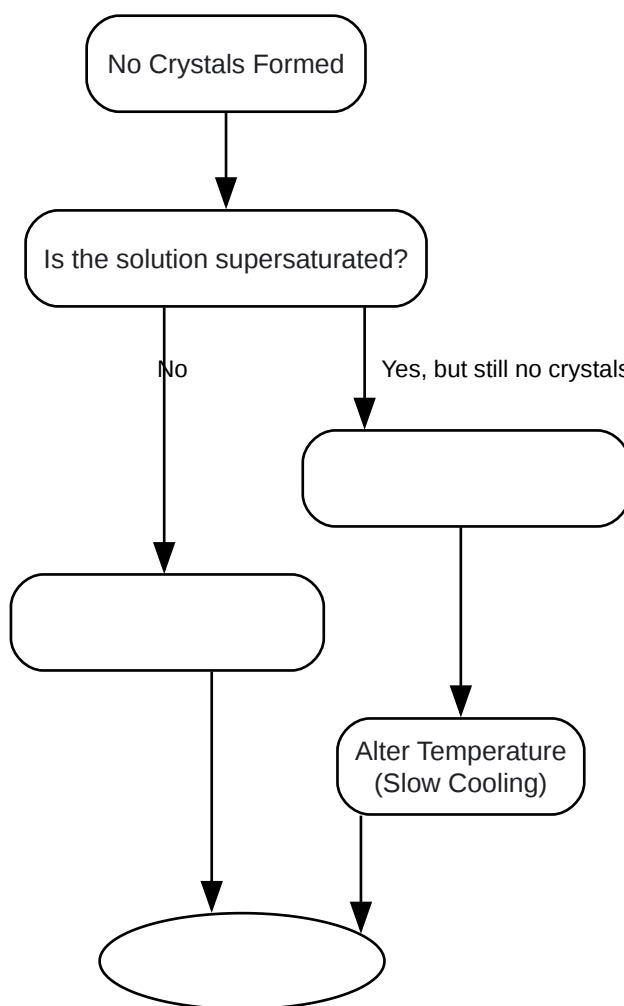 No Crystals Formed
Is the solution supersaturated?
No
Yes, but still no crystals
Alter Temperature
(Slow Cooling)